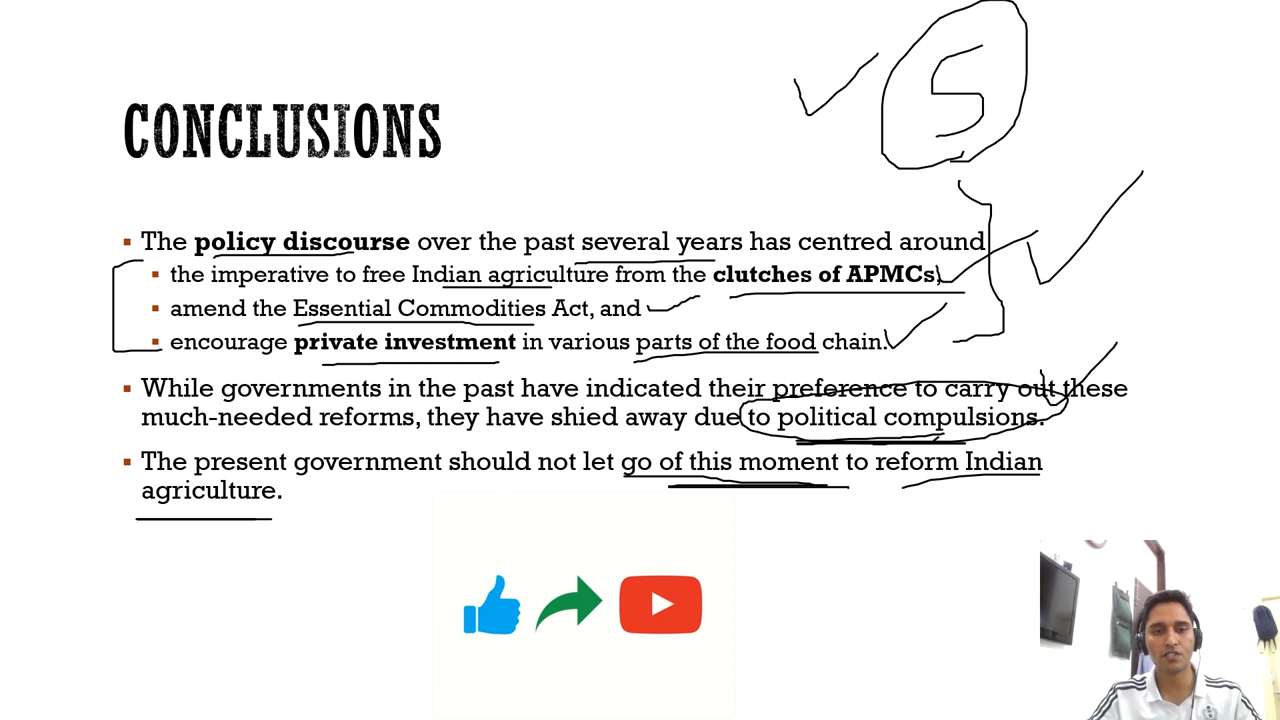 CONCLUSIONS
5
The policy discourse over the past several years has centred around
the imperative to free Indian agriculture from the clutches of APMCs,
amend the Essential Commodities Act, and
encourage private investment in various parts of the food chain.
While governments in the past have indicated their preference to carry out these
much-needed reforms, they have shied away due to political compulsions.
The present government should not let go of this moment to reform Indian
agriculture.